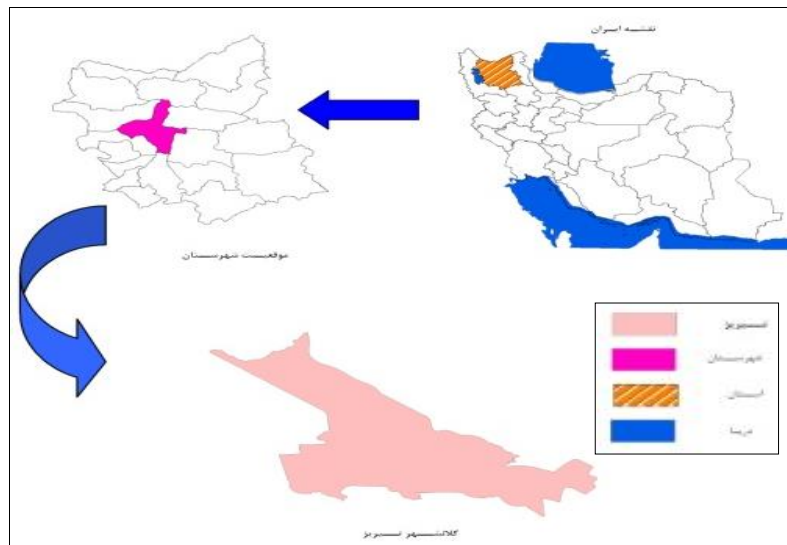 نقشه ایران
موقعیت شهرستان
تبریز
شهرستان
استان
دریا
کلانشهر تبریز